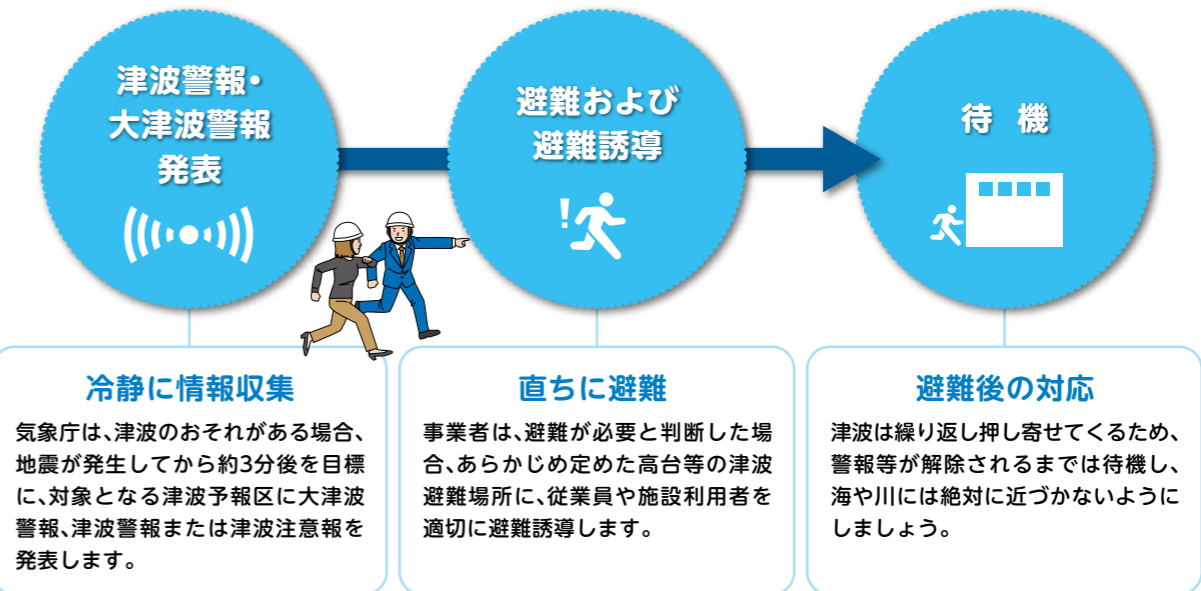 津波警報・
大津波警報
発表
避難および
避難誘導
!
待 機
冷静に情報収集
気象庁は、津波のおそれがある場合、
地震が発生してから約3分後を目標
に、対象となる津波予報区に大津波
警報、津波警報または津波注意報を
発表します。
直ちに避難
事業者は、避難が必要と判断した場
合、あらかじめ定めた高台等の津波
避難場所に、従業員や施設利用者を
適切に避難誘導します。
避難後の対応
津波は繰り返し押し寄せてくるため、
警報等が解除されるまでは待機し、
海や川には絶対に近づかないように
しましょう。